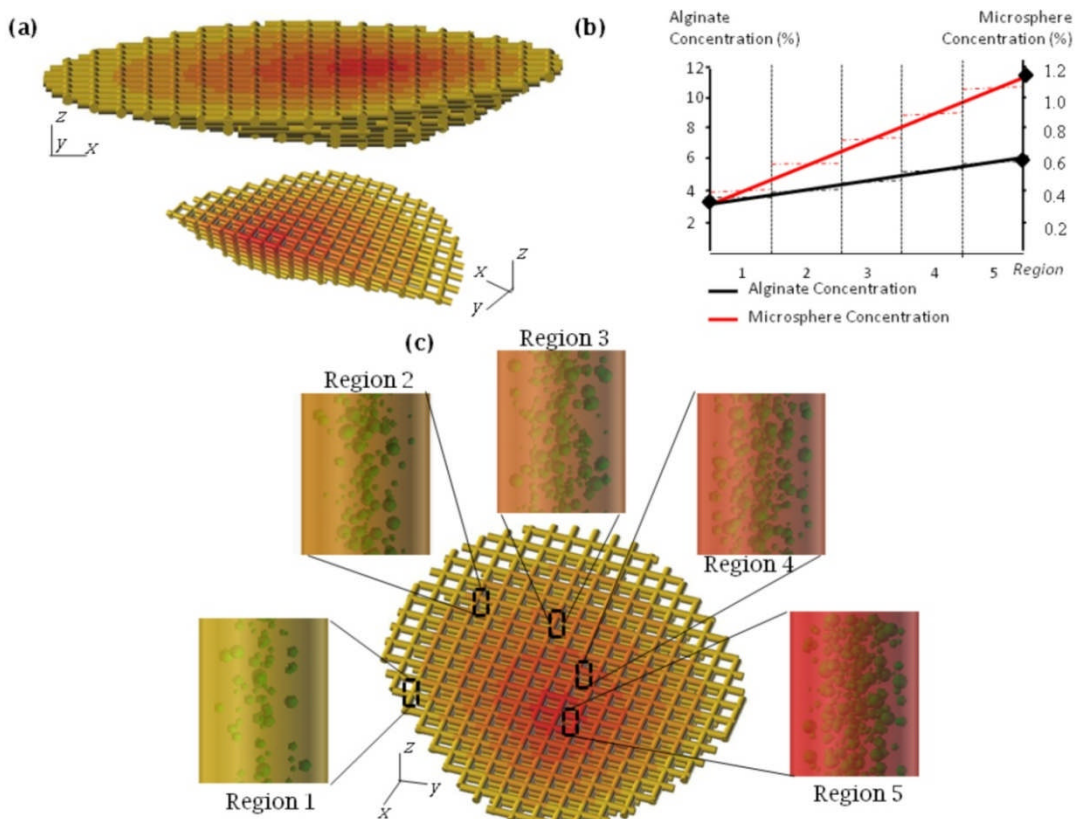 (a)
z
y
x
z
x
y
(b)
Alginate
Concentration (%)
Microsphere
Concentration (%)
12
10
8
6
4
2
1.2
1.0
0.8
0.6
0.4
0.2
1 2 3 4 5 Region
Alginate Concentration
Microsphere Concentration
(c)
Region 3
Region 2
Region 4
Region 1
z
y
x
Region 5